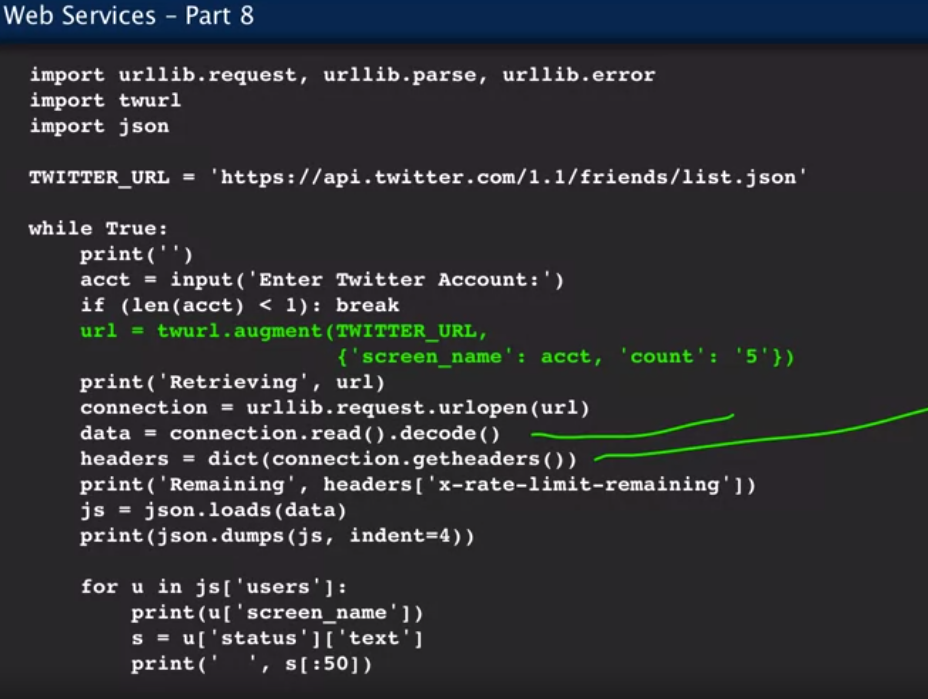 Web Services – Part 8
import urllib.request, urllib.parse, urllib.error
import twurl
import json
TWITTER_URL = 'https://api.twitter.com/1.1/friends/list.json'
while True:
    print('')
    acct = input('Enter Twitter Account:')
    if (len(acct) < 1): break
    url = twurl.augment(TWITTER_URL,
                        {'screen_name': acct, 'count': '5'})
    print('Retrieving', url)
    connection = urllib.request.urlopen(url)
    data = connection.read().decode()
    headers = dict(connection.getheaders())
    print('Remaining', headers['x-rate-limit-remaining'])
    js = json.loads(data)
    print(json.dumps(js, indent=4))
    for u in js['users']:
        print(u['screen_name'])
        s = u['status']['text']
        print('  ', s[:50])